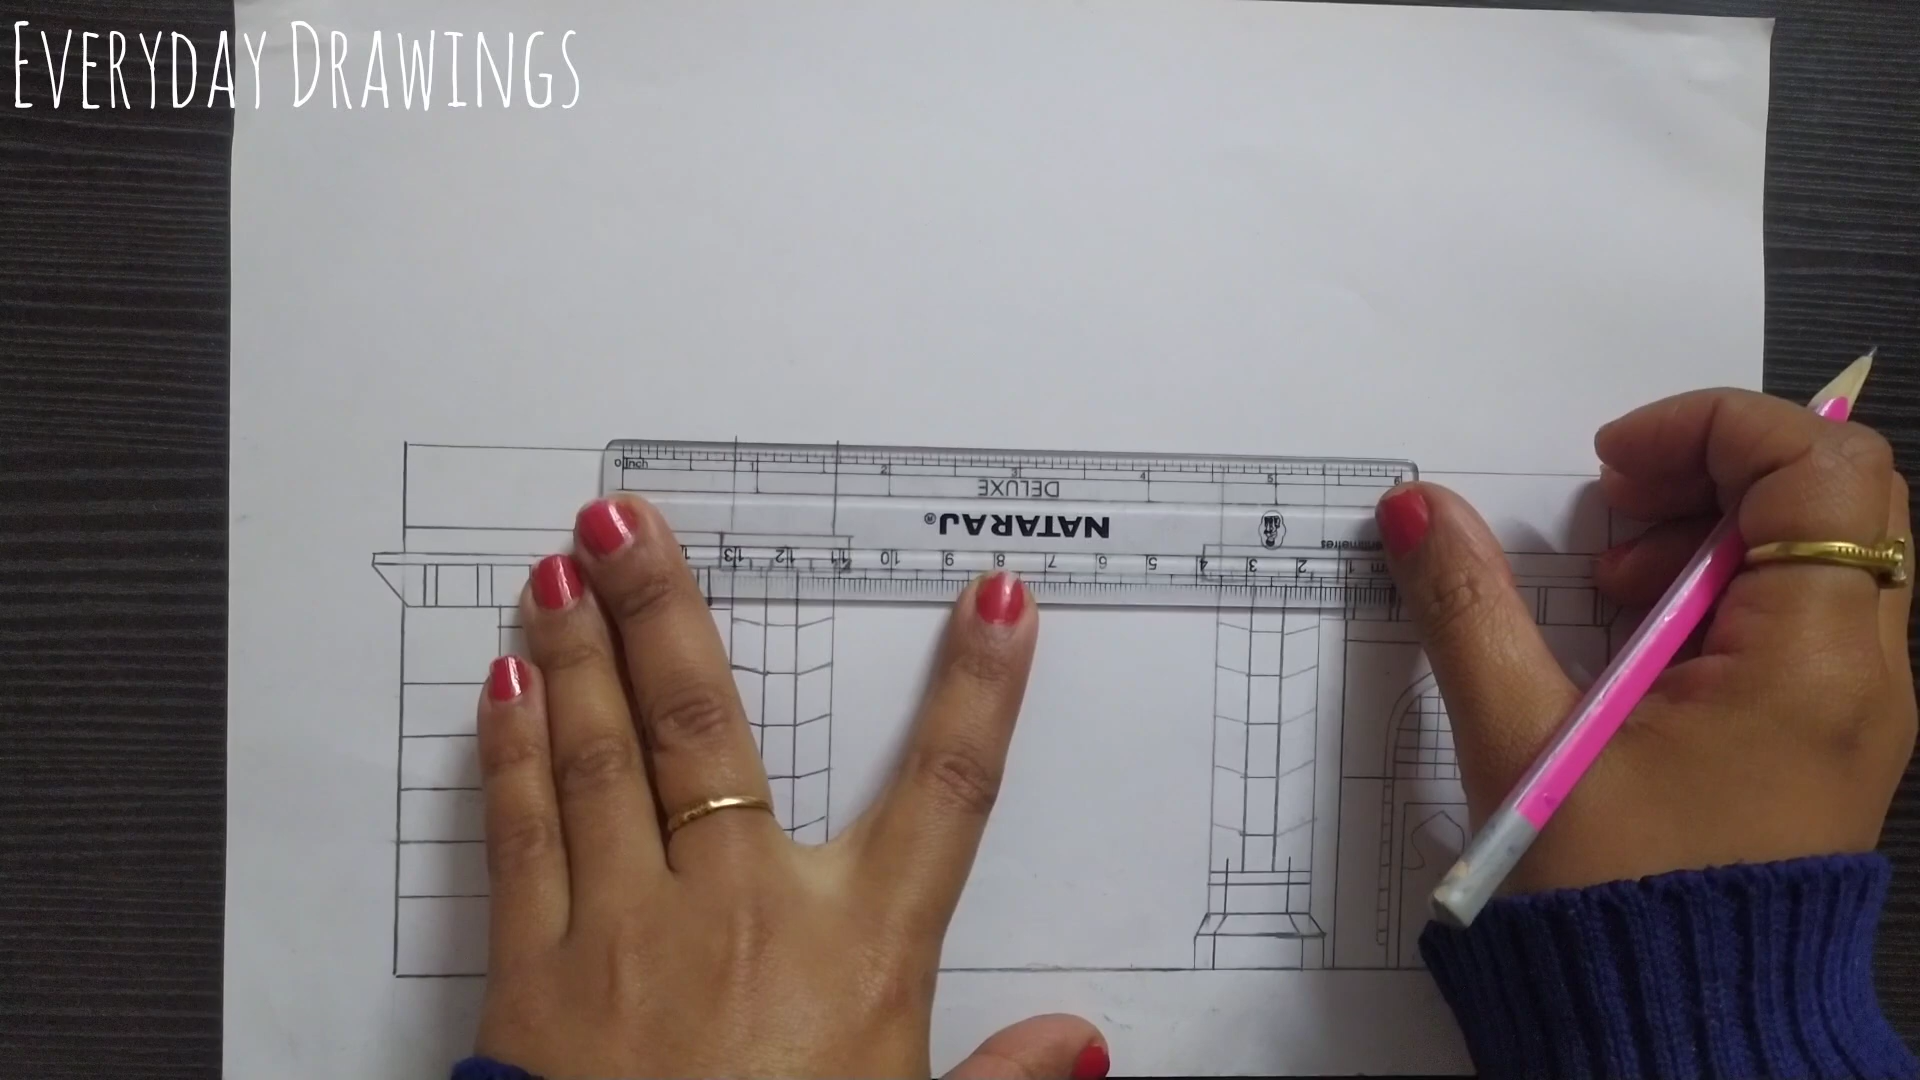 EVERYDAY DRAWINGS
0 Inch 1 2 3 4 5 6
DELUXE
NATARAJ®
13 12 11 10 9 8 7 6 5 4 3 2 1